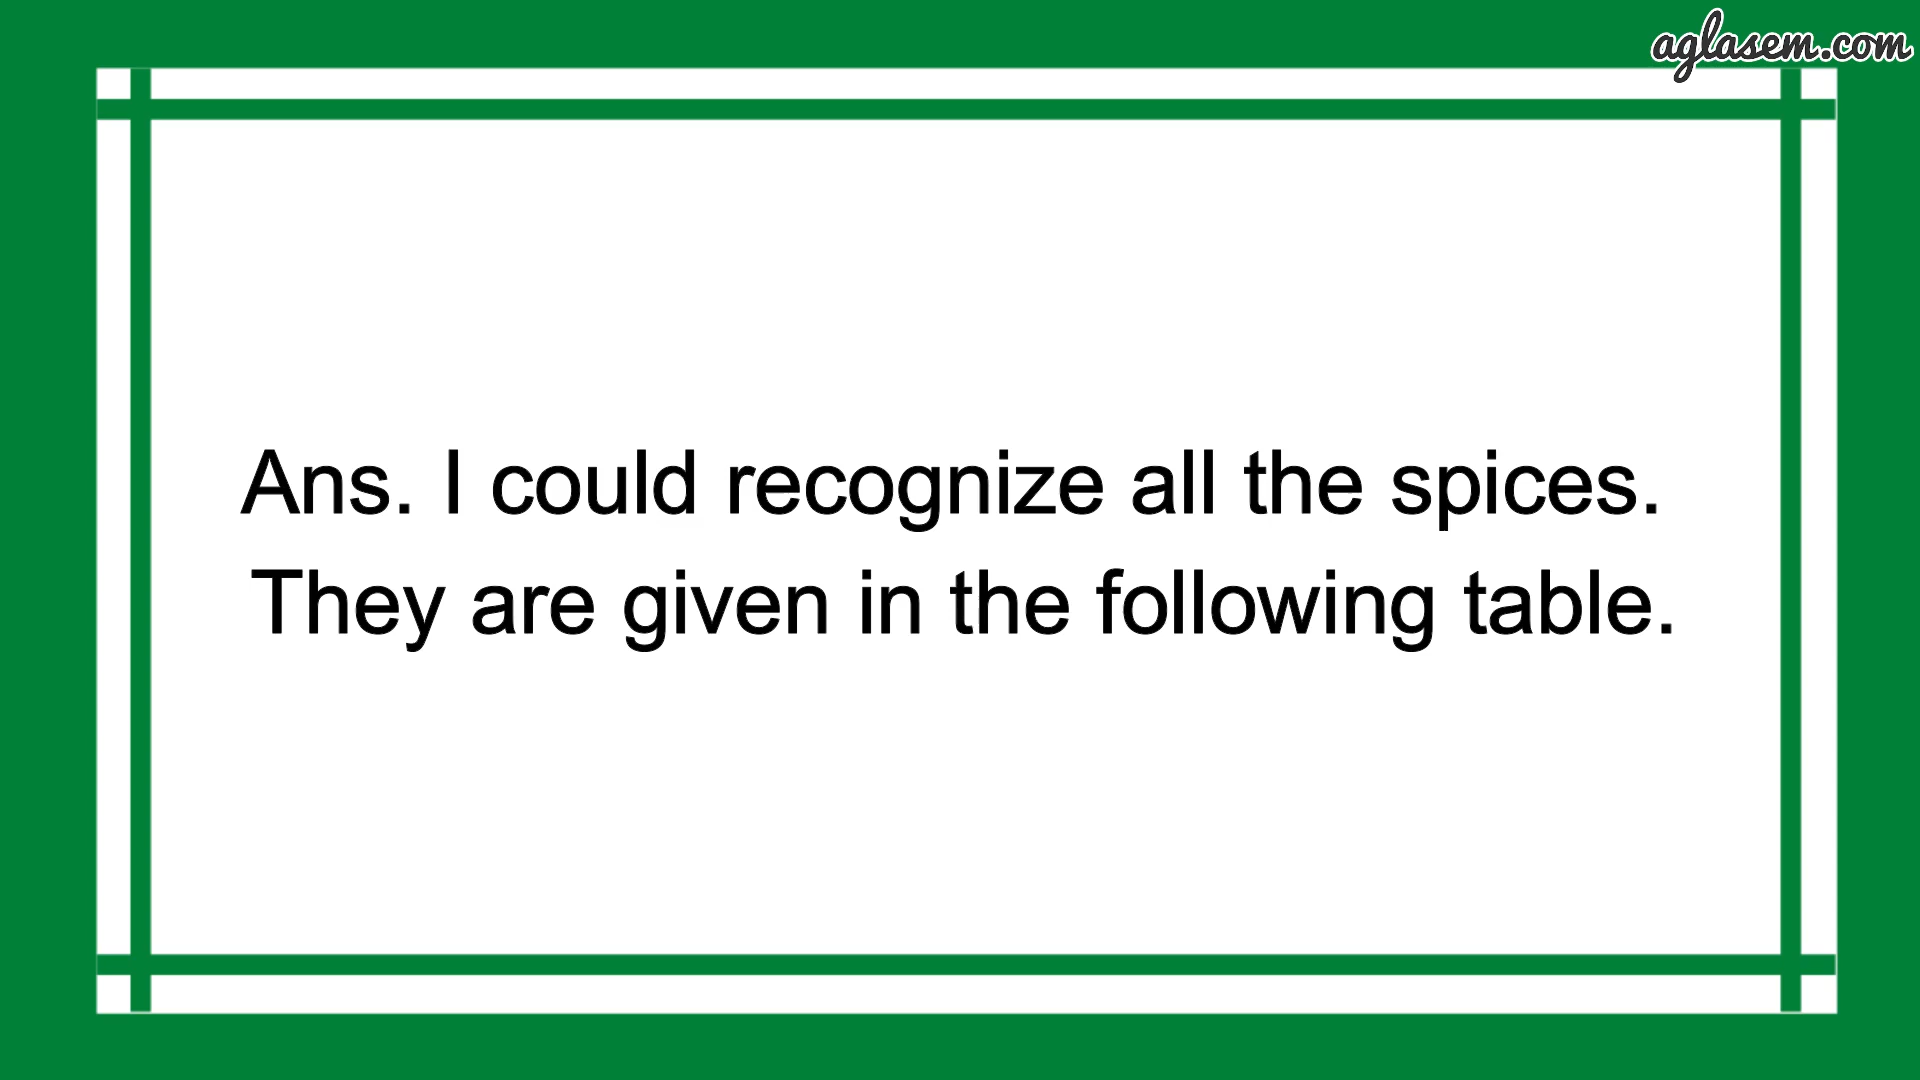 aglasem.com
Ans. I could recognize all the spices.
They are given in the following table.